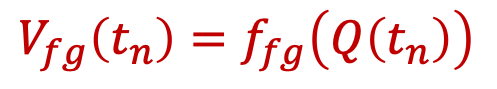 V_{fg}(t_n) = f_{fg}(Q(t_n))